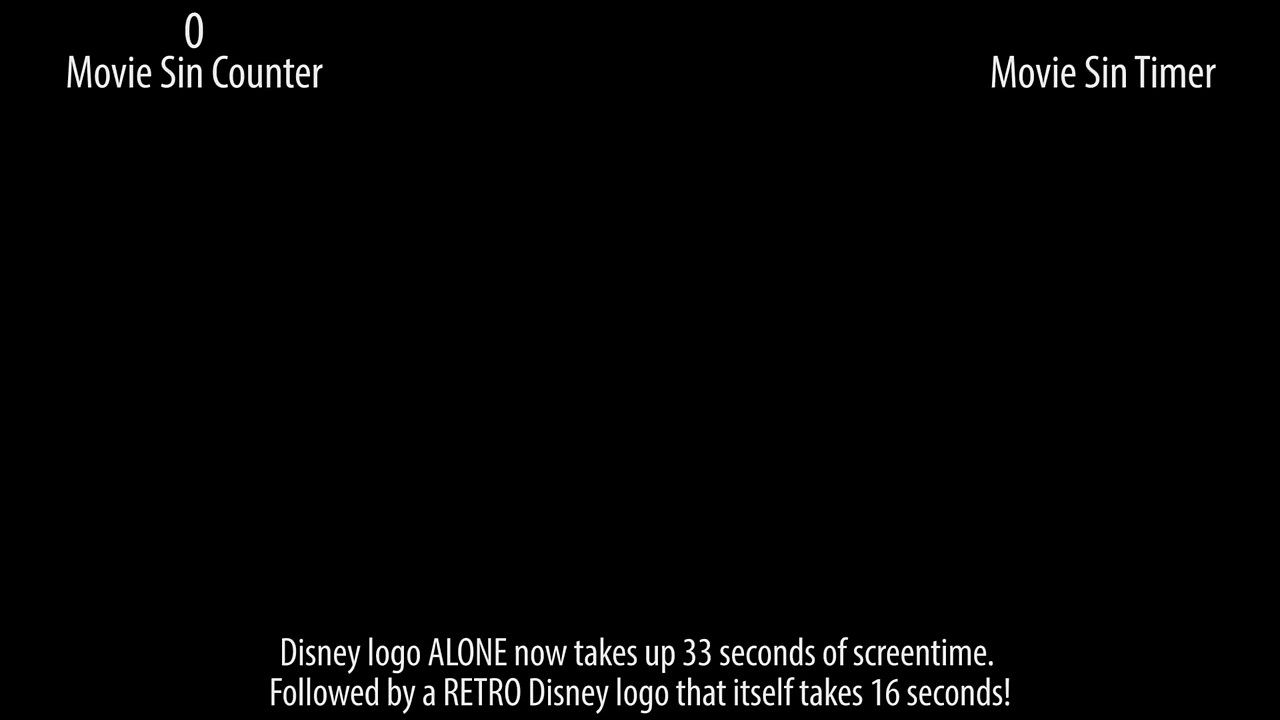 0
Movie Sin Counter
Movie Sin Timer
Disney logo ALONE now takes up 33 seconds of screentime.
Followed by a RETRO Disney logo that itself takes 16 seconds!